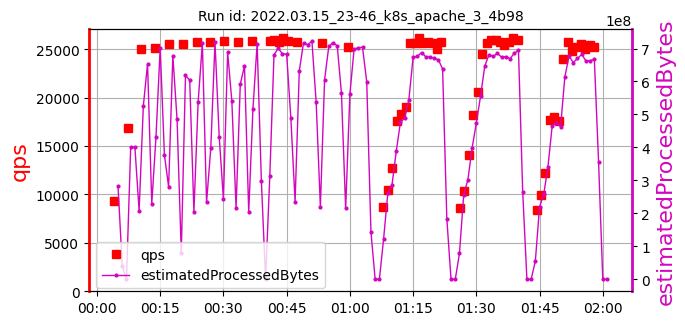 Run id: 2022.03.15_23-46_k8s_apache_3_4b98
1e8
25000
20000
15000
10000
5000
0
qps
7
6
5
4
3
2
1
0
estimatedProcessedBytes
qps
estimatedProcessedBytes
00:00 00:15 00:30 00:45 01:00 01:15 01:30 01:45 02:00